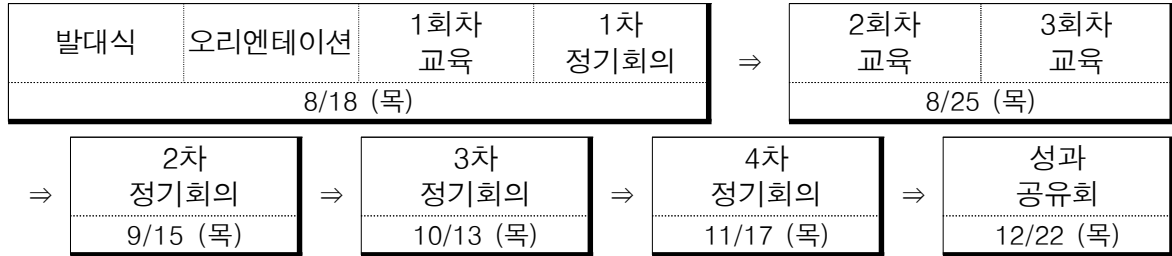 발대식 오리엔테이션 1회차 교육 1차 정기회의 ⇒ 2회차 교육 3회차 교육
8/18 (목) 8/25 (목)
⇒ 2차 정기회의 ⇒ 3차 정기회의 ⇒ 4차 정기회의 ⇒ 성과 공유회
9/15 (목) 10/13 (목) 11/17 (목) 12/22 (목)